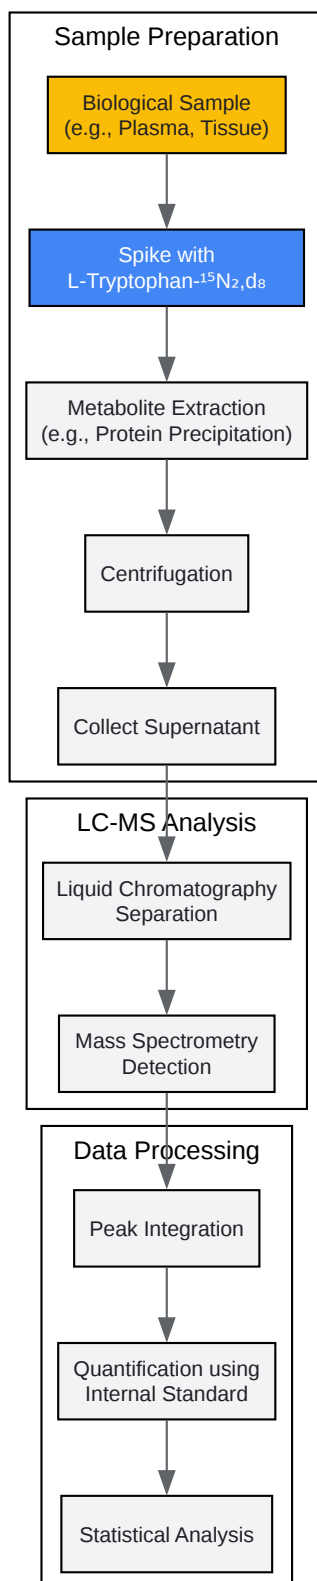 Sample Preparation
Biological Sample
(e.g., Plasma, Tissue)
Spike with
L-Tryptophan-¹⁵N₂,d₈
Metabolite Extraction
(e.g., Protein Precipitation)
Centrifugation
Collect Supernatant
LC-MS Analysis
Liquid Chromatography
Separation
Mass Spectrometry
Detection
Data Processing
Peak Integration
Quantification using
Internal Standard
Statistical Analysis